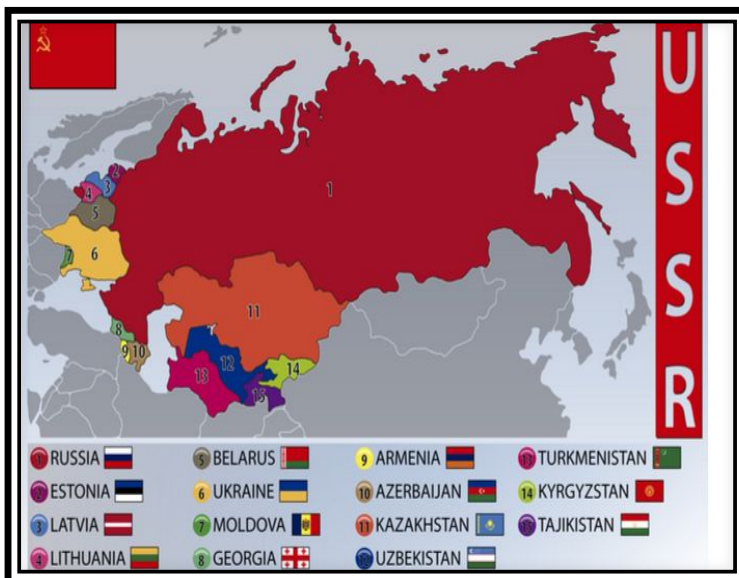 U
S
S
R
1
2
3
4
5
6
7
8
9
10
11
12
13
14
15
1 RUSSIA
2 ESTONIA
3 LATVIA
4 LITHUANIA
5 BELARUS
6 UKRAINE
7 MOLDOVA
8 GEORGIA
9 ARMENIA
10 AZERBAIJAN
11 KAZAKHSTAN
12 UZBEKISTAN
13 TURKMENISTAN
14 KYRGYZSTAN
15 TAJIKISTAN